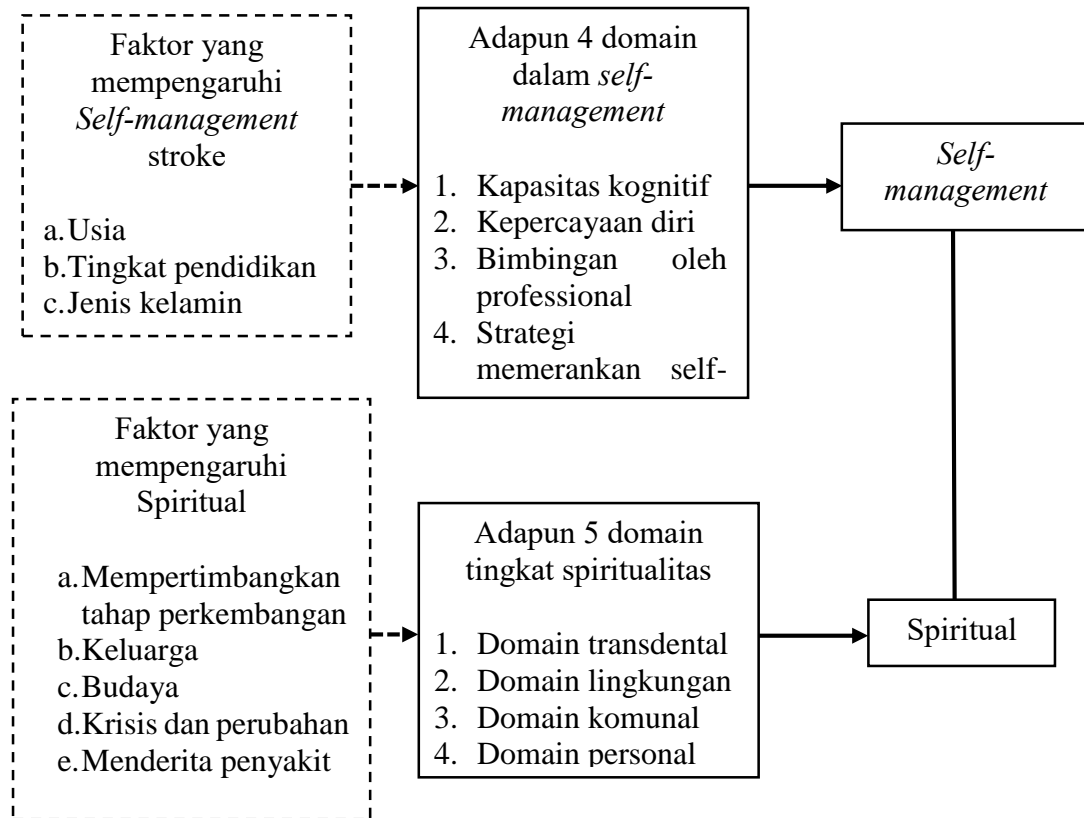 Faktor yang
mempengaruhi
Self-management
stroke
a.Usia
b.Tingkat pendidikan
c.Jenis kelamin
Adapun 4 domain
dalam self-
management
1. Kapasitas kognitif
2. Kepercayaan diri
3. Bimbingan oleh
professional
4. Strategi
memerankan self-
Self-
management
Faktor yang
mempengaruhi
Spiritual
a.Mempertimbangkan
tahap perkembangan
b.Keluarga
c.Budaya
d.Krisis dan perubahan
e.Menderita penyakit
Adapun 5 domain
tingkat spiritualitas
1. Domain transdental
2. Domain lingkungan
3. Domain komunal
4. Domain personal
Spiritual